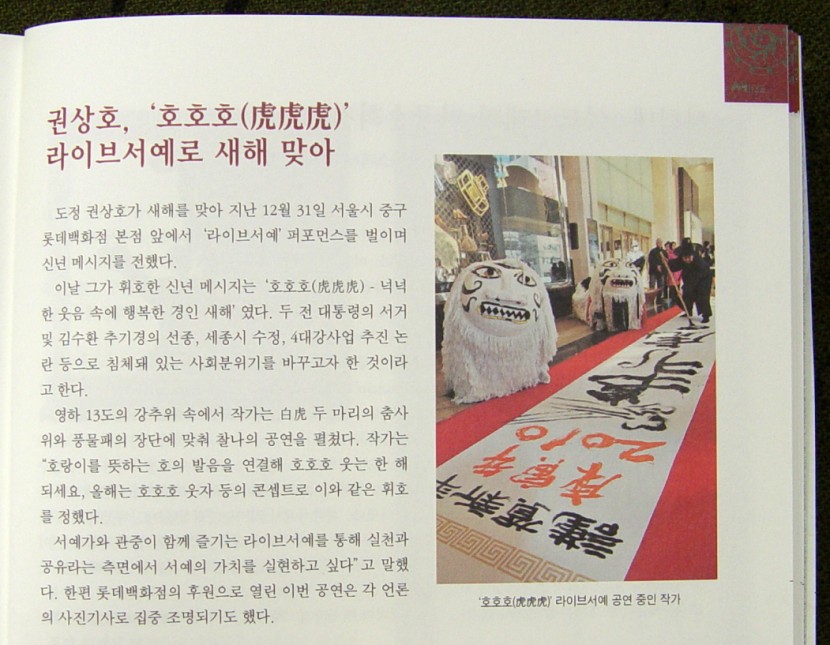 권상호, ‘호호호(虎虎虎)’
라이브서예로 새해 맞아
도정 권상호가 새해를 맞아 지난 12월 31일 서울시 중구
롯데백화점 본점 앞에서 ‘라이브서예’ 퍼포먼스를 벌이며
신년 메시지를 전했다.
이날 그가 휘호한 신년 메시지는 ‘호호호(虎虎虎) - 넉넉
한 웃음 속에 행복한 경인 새해’ 였다. 두 전 대통령의 서거
및 김수환 추기경의 선종, 세종시 수정, 4대강사업 추진 논
란 등으로 침체돼 있는 사회분위기를 바꾸고자 한 것이라
고 한다.
영하 13도의 강추위 속에서 작가는 白虎 두 마리의 춤사
위와 풍물패의 장단에 맞춰 찰나의 공연을 펼쳤다. 작가는
“호랑이를 뜻하는 호의 발음을 연결해 호호호 웃는 한 해
되세요, 올해는 호호호 웃자 등의 콘셉트로 이와 같은 휘호
를 정했다.
서예가와 관중이 함께 즐기는 라이브서예를 통해 실천과
공유라는 측면에서 서예의 가치를 실현하고 싶다” 고 말했
다. 한편 롯데백화점의 후원으로 열린 이번 공연은 각 언론
의 사진기사로 집중 조명되기도 했다.
2010
庚寅年
謹賀新年
‘호호호(虎虎虎)’ 라이브서예 공연 중인 작가